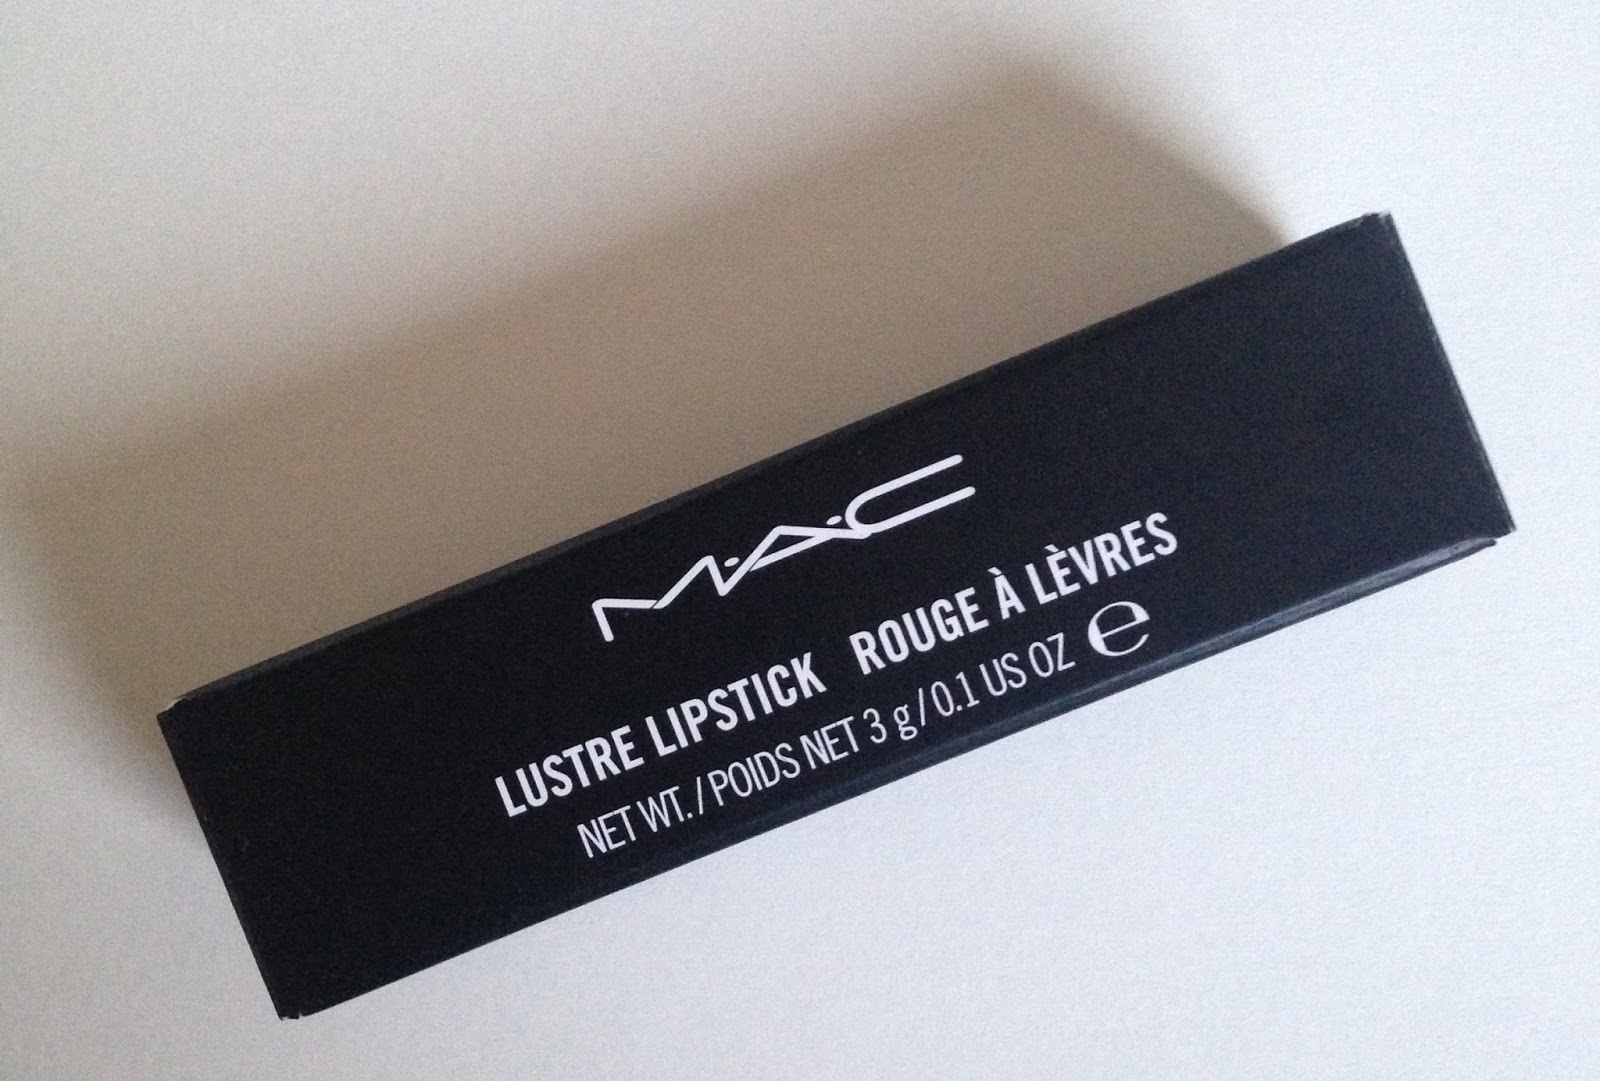 M·A·C
LUSTRE LIPSTICK ROUGE À LÈVRES
NET WT./POIDS NET 3 g/0.1 US OZ ℮